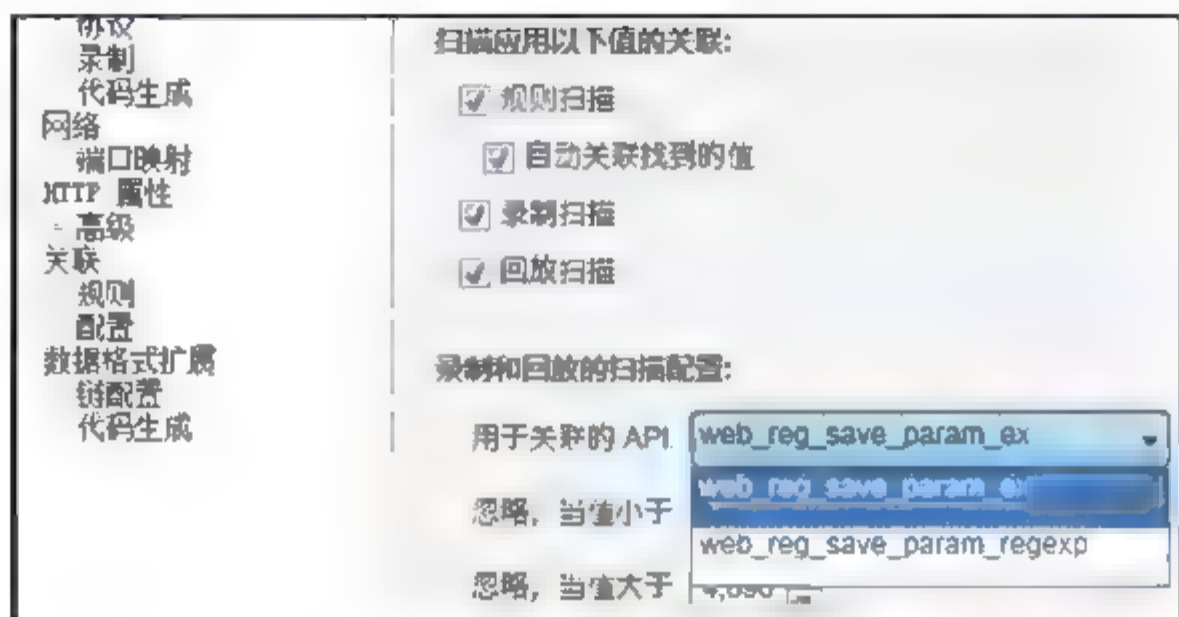 协议
录制
代码生成
网络
端口映射
HTTP 属性
高级
关联
规则
配置
数据格式扩展
链配置
代码生成
扫描应用以下值的关联:
规则扫描
自动关联找到的值
录制扫描
回放扫描
录制和回放的扫描配置:
用于关联的 API
web_reg_save_param_ex
web_reg_save_param_ex
web_reg_save_param_regexp
忽略, 当值小于
忽略, 当值大于